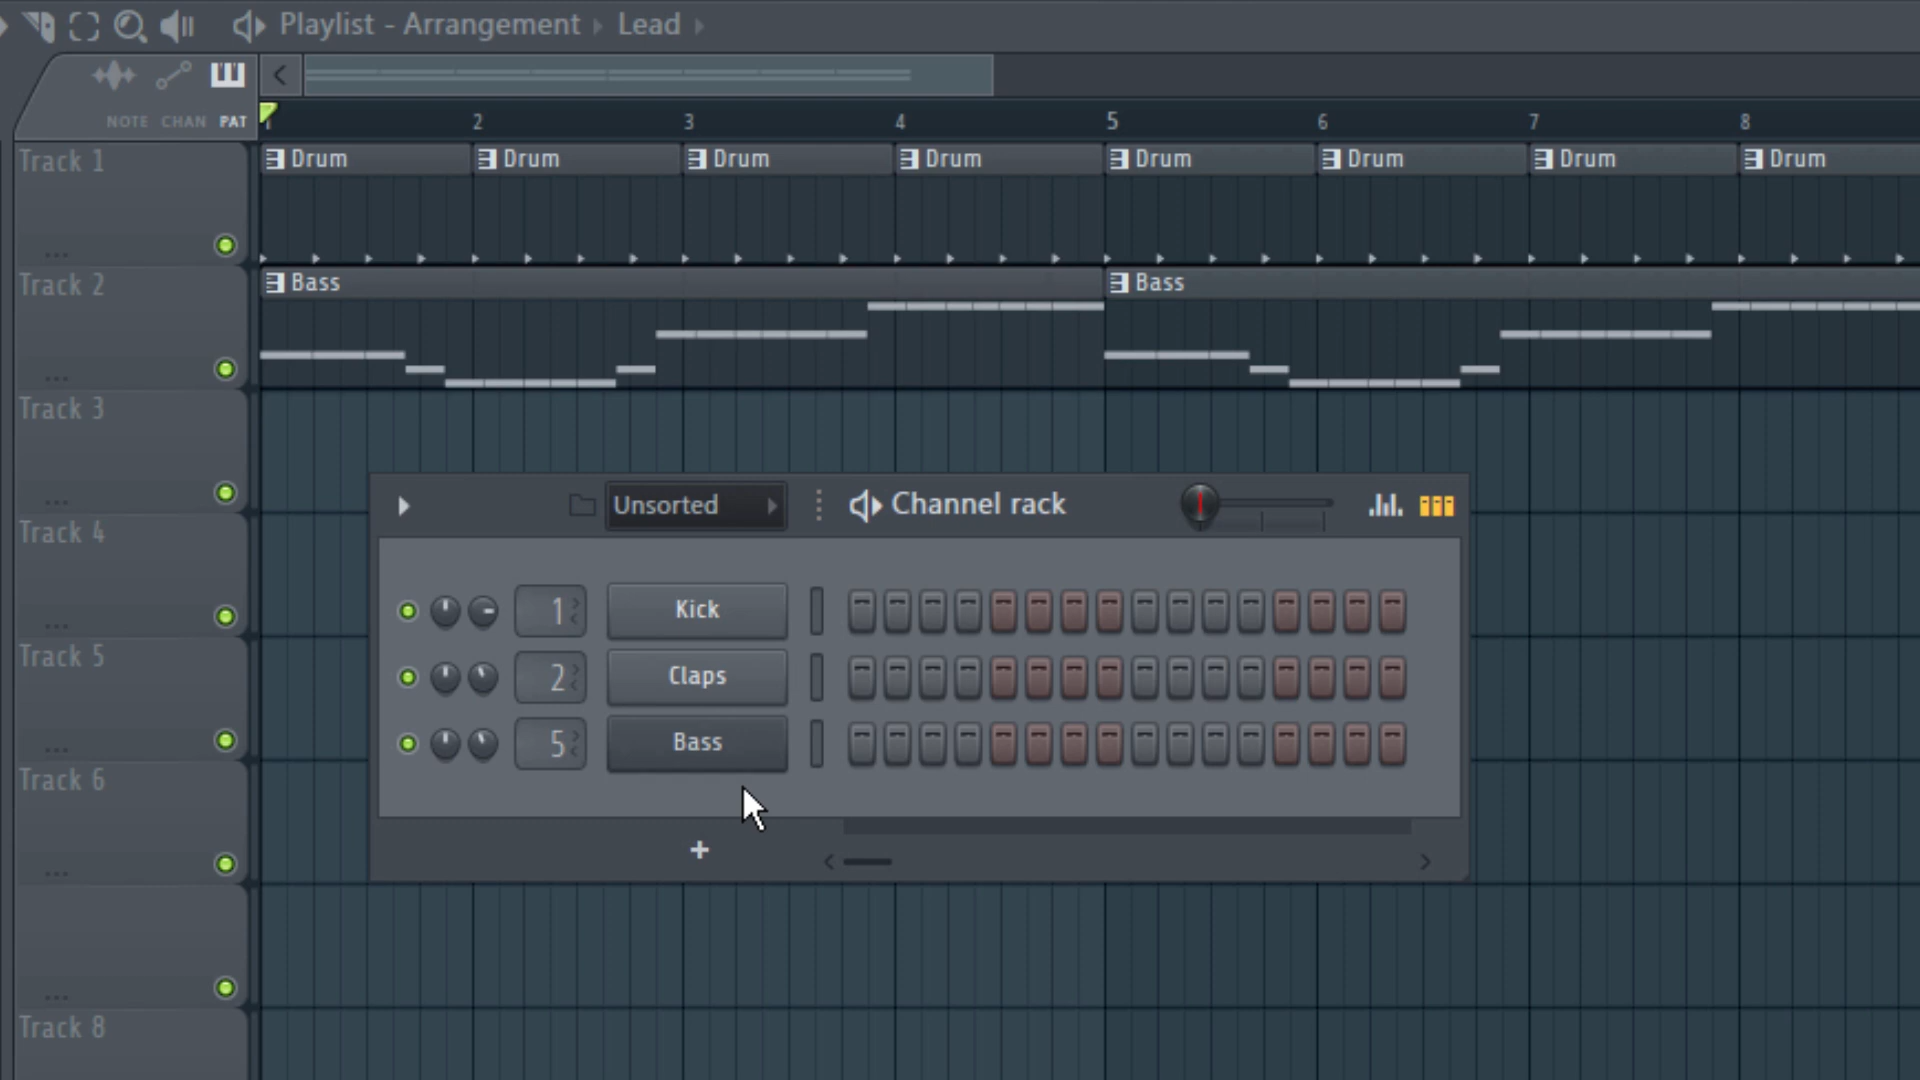 Playlist - Arrangement Lead
NOTE CHAN PAT
1 2 3 4 5 6 7 8
Track 1
Drum Drum Drum Drum Drum Drum Drum Drum
Track 2
Bass Bass
Track 3
Track 4
Track 5
Track 6
Track 8
Unsorted Channel rack
1 Kick
2 Claps
5 Bass
+